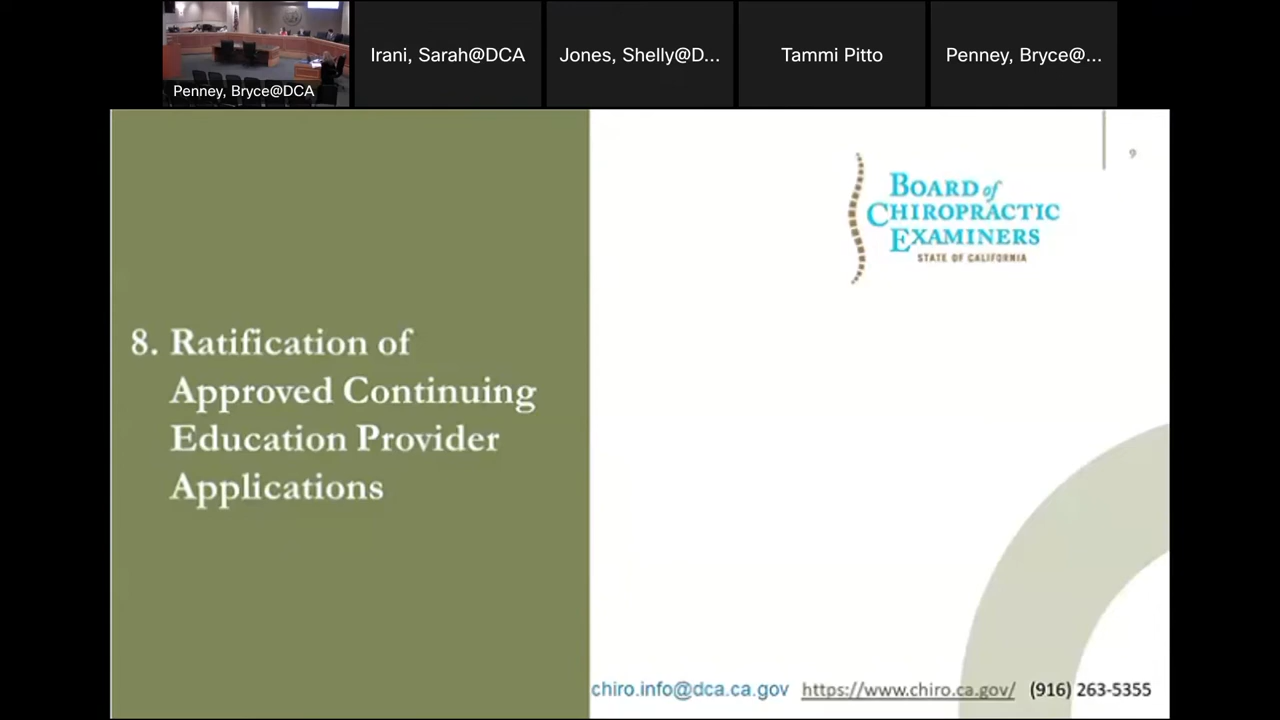 Penney, Bryce@DCA
Irani, Sarah@DCA
Jones, Shelly@D...
Tammi Pitto
Penney, Bryce@...
9
BOARD of
CHIROPRACTIC
EXAMINERS
STATE OF CALIFORNIA
8. Ratification of
Approved Continuing
Education Provider
Applications
chiro.info@dca.ca.gov https://www.chiro.ca.gov/ (916) 263-5355